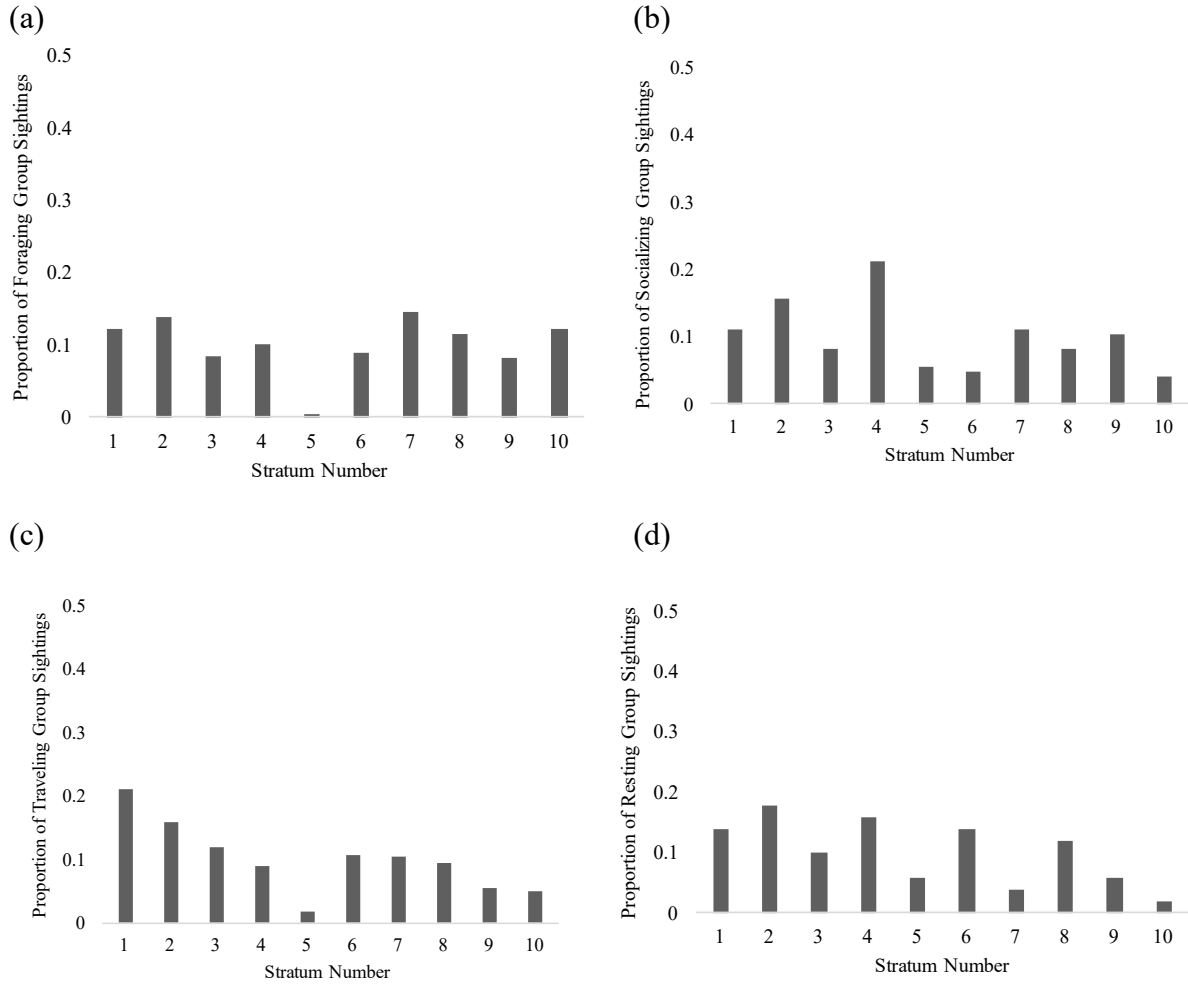 (a)
Proportion of Foraging Group Sightings
0.5
0.4
0.3
0.2
0.1
0
1 2 3 4 5 6 7 8 9 10
Stratum Number
(b)
Proportion of Socializing Group Sightings
0.5
0.4
0.3
0.2
0.1
0
1 2 3 4 5 6 7 8 9 10
Stratum Number
(c)
Proportion of Traveling Group Sightings
0.5
0.4
0.3
0.2
0.1
0
1 2 3 4 5 6 7 8 9 10
Stratum Number
(d)
Proportion of Resting Group Sightings
0.5
0.4
0.3
0.2
0.1
0
1 2 3 4 5 6 7 8 9 10
Stratum Number